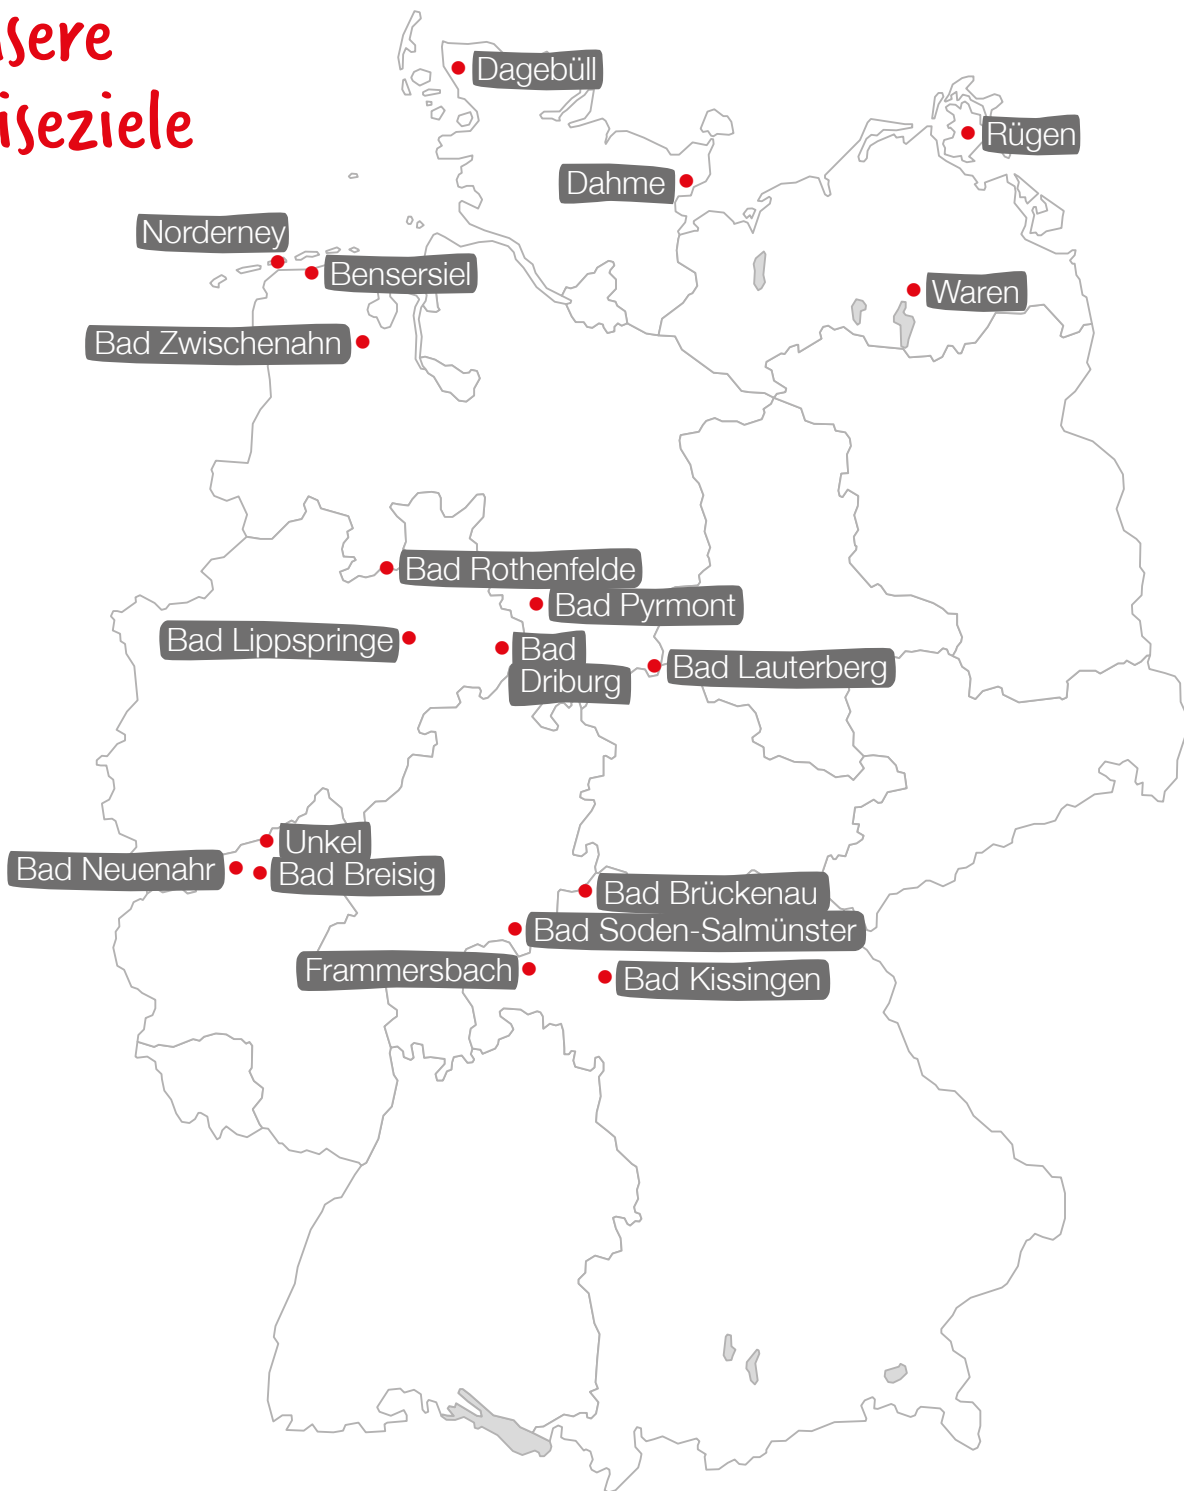 sere
iseziele
Dagebüll
Rügen
Dahme
Norderney
Bensersiel
Waren
Bad Zwischenahn
Bad Rothenfelde
Bad Pyrmont
Bad Lippspringe
Bad
Driburg
Bad Lauterberg
Unkel
Bad Neuenahr
Bad Breisig
Bad Brückenau
Bad Soden-Salmünster
Frammersbach
Bad Kissingen